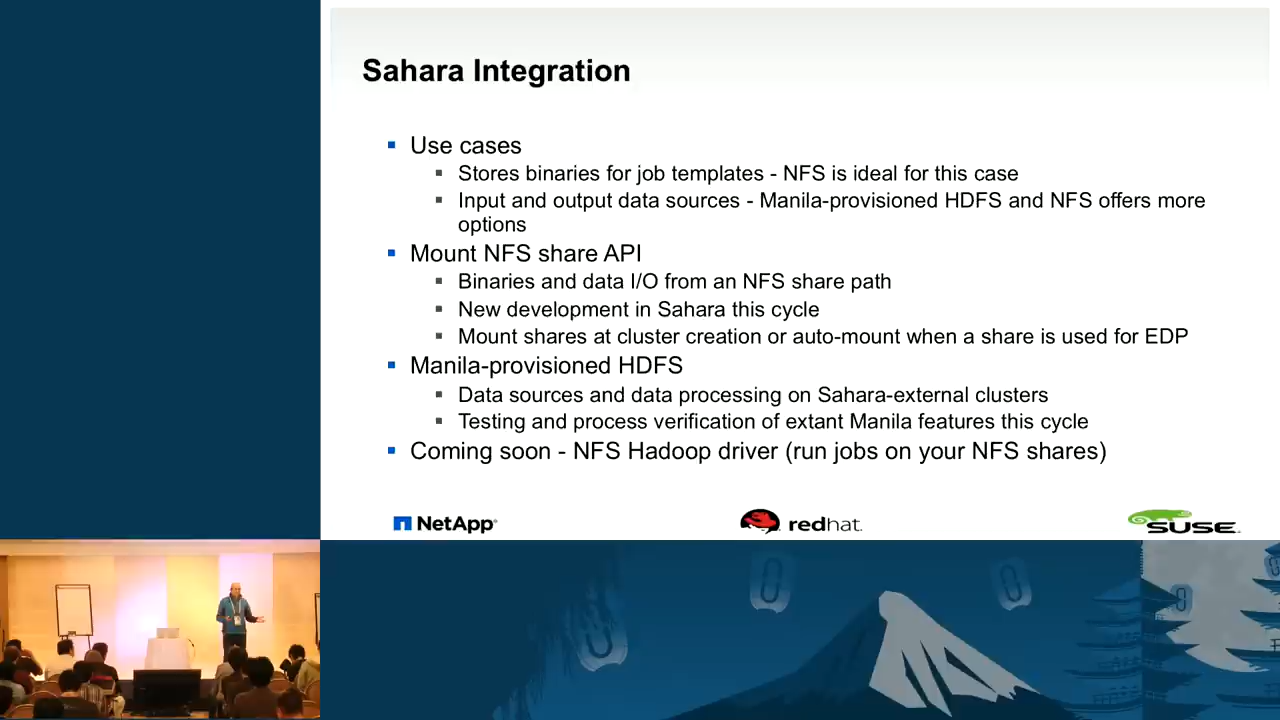 Sahara Integration
Use cases
Stores binaries for job templates - NFS is ideal for this case
Input and output data sources - Manila-provisioned HDFS and NFS offers more
options
Mount NFS share API
Binaries and data I/O from an NFS share path
New development in Sahara this cycle
Mount shares at cluster creation or auto-mount when a share is used for EDP
Manila-provisioned HDFS
Data sources and data processing on Sahara-external clusters
Testing and process verification of extant Manila features this cycle
Coming soon - NFS Hadoop driver (run jobs on your NFS shares)
NetApp
redhat.
SUSE